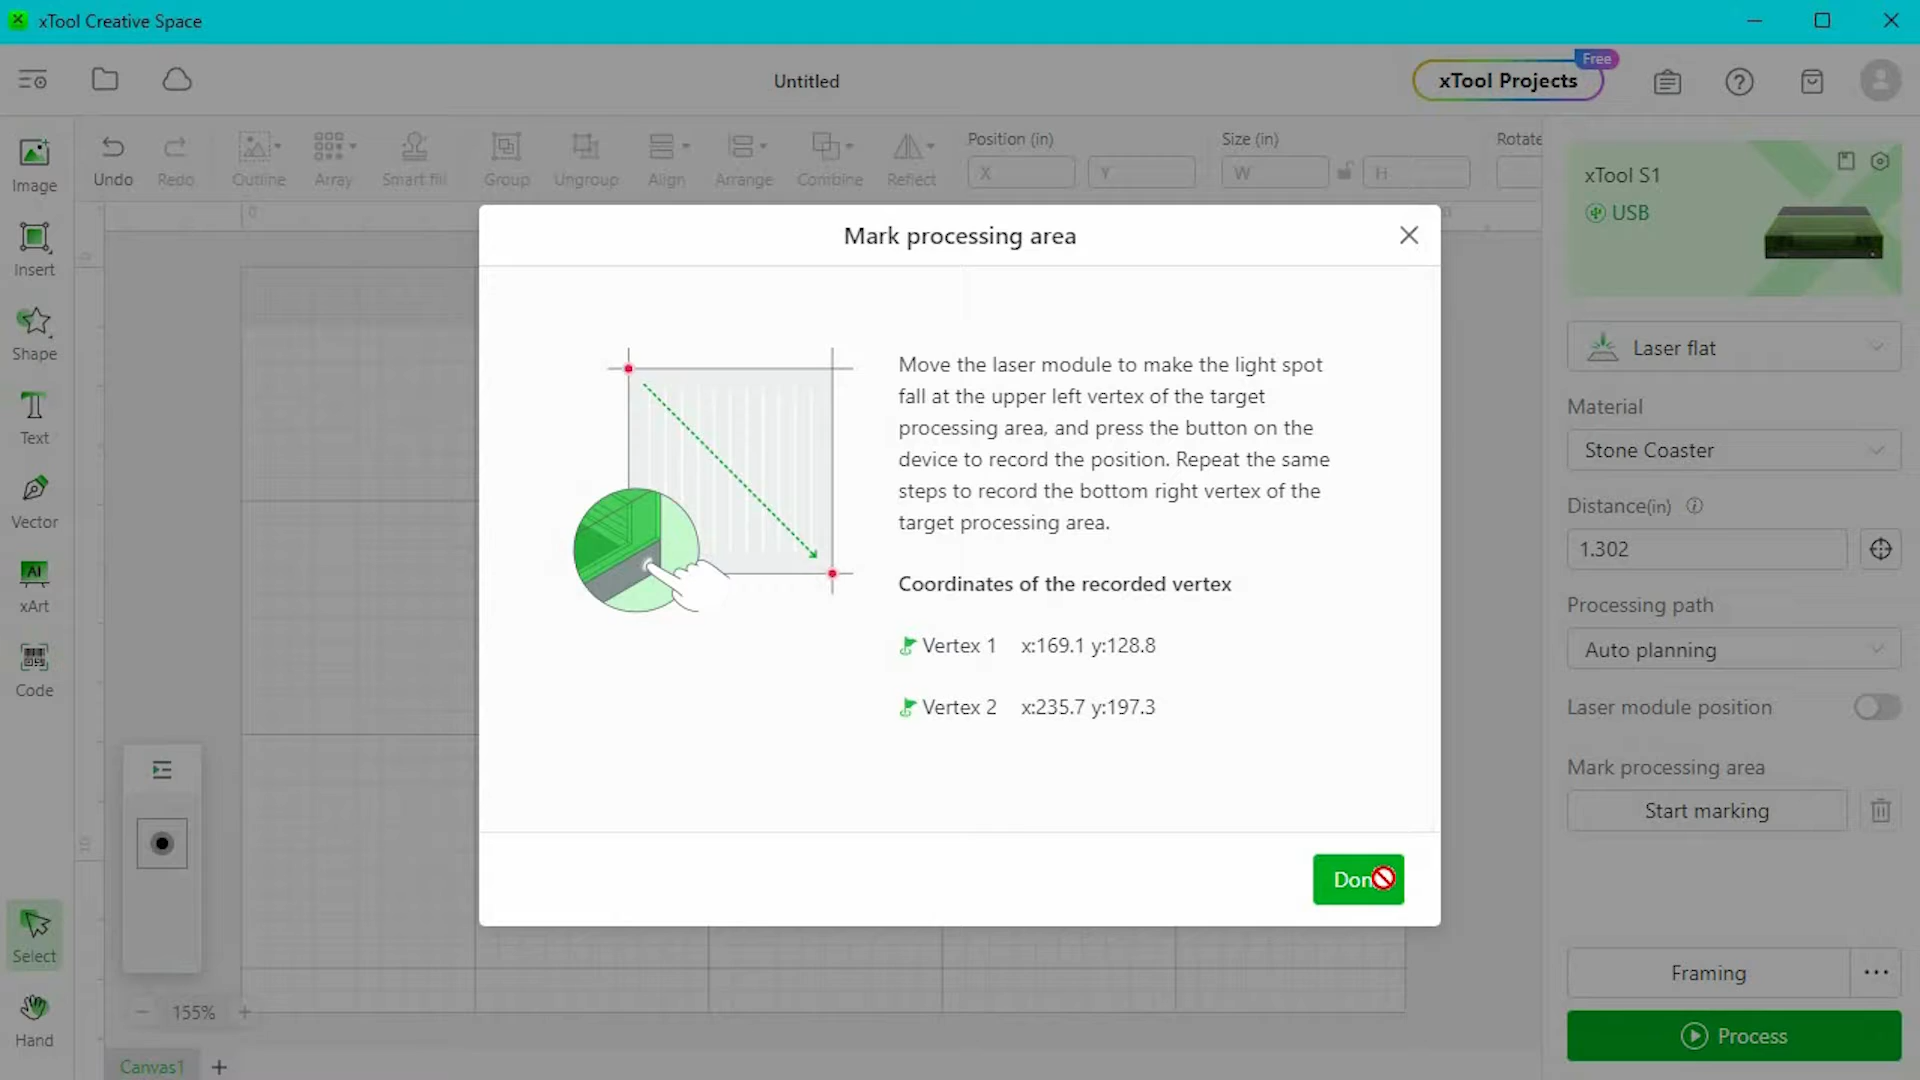 xTool Creative Space
Untitled
xTool Projects
Free
Image
Insert
Shape
Text
Vector
AI
xArt
Code
Select
Hand
Undo
Redo
Outline
Array
Smart fill
Group
Ungroup
Align
Arrange
Combine
Reflect
Position (in)
X
Y
Size (in)
W
H
Rotate
0
0
10
155%
Canvas1
Mark processing area
Move the laser module to make the light spot
fall at the upper left vertex of the target
processing area, and press the button on the
device to record the position. Repeat the same
steps to record the bottom right vertex of the
target processing area.
Coordinates of the recorded vertex
Vertex 1 x:169.1 y:128.8
Vertex 2 x:235.7 y:197.3
Don
xTool S1
USB
Laser flat
Material
Stone Coaster
Distance(in)
1.302
Processing path
Auto planning
Laser module position
Mark processing area
Start marking
Framing
Process